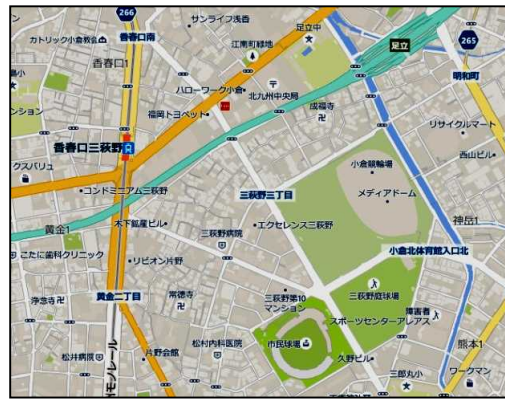 266
サンライフ浅香
足立中
カトリック小倉教会
香春口南
江南町緑地
足立
265
香春口1
ハローワーク小倉
北九州中央局
明和町
福岡トヨペット
成福寺
リサイクルマート
香春口三萩野
小倉競輪場
西山ビル
クスバリュ
コンドミニアム三萩野
三萩野三丁目
メディアドーム
黄金1
木下鉱産ビル
エクセレンス三萩野
神岳1
三萩野病院
小倉北体育館入口北
こたに歯科クリニック
リビオン片野
黄金二丁目
常徳寺
三萩野第10
マンション
三萩野庭球場
浄念寺
スポーツセンターアレアス
障害者
市民球場
松井病院
片野会館
松村内科医院
久野ビル
熊本1
モノレール
三郎丸小
ワークマン